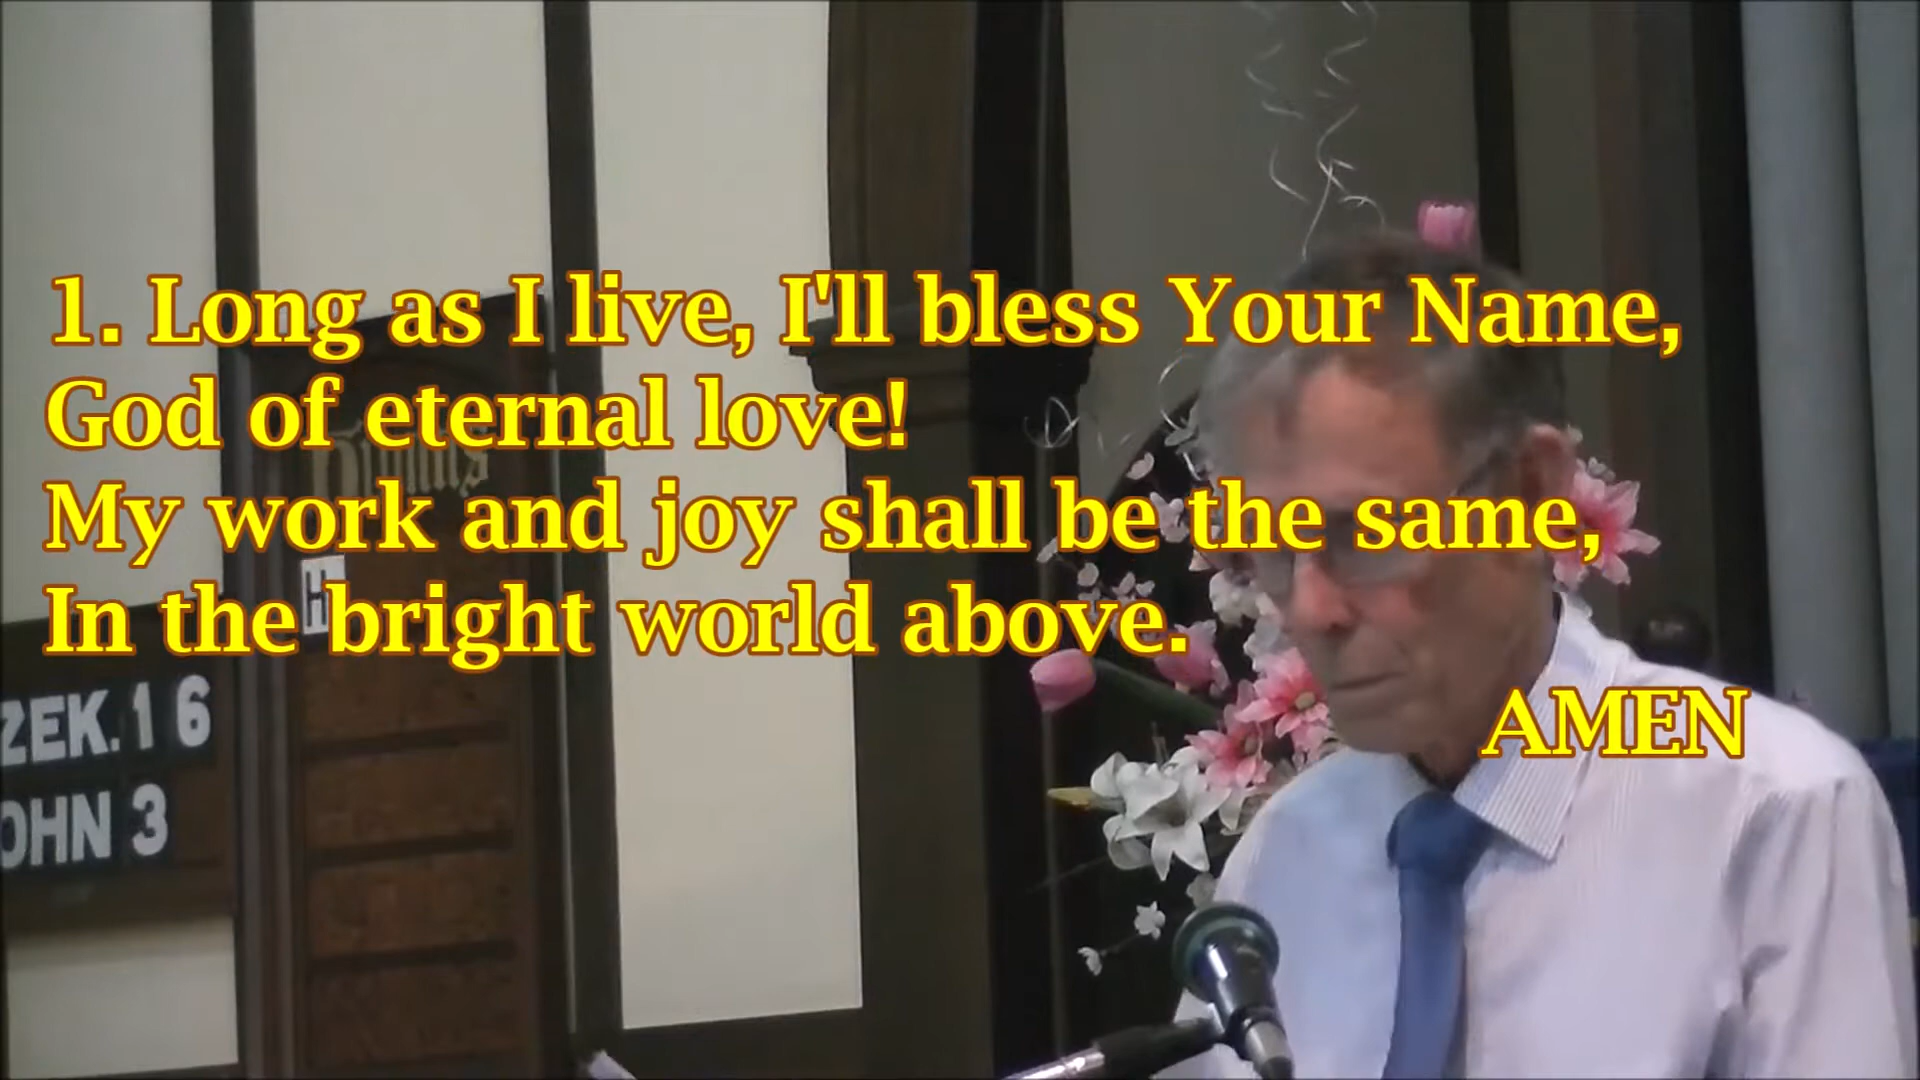 1. Long as I live, I'll bless Your Name,
God of eternal love!
My work and joy shall be the same,
In the bright world above.
AMEN
Hymns
H
ZEK. 1 6
OHN 3